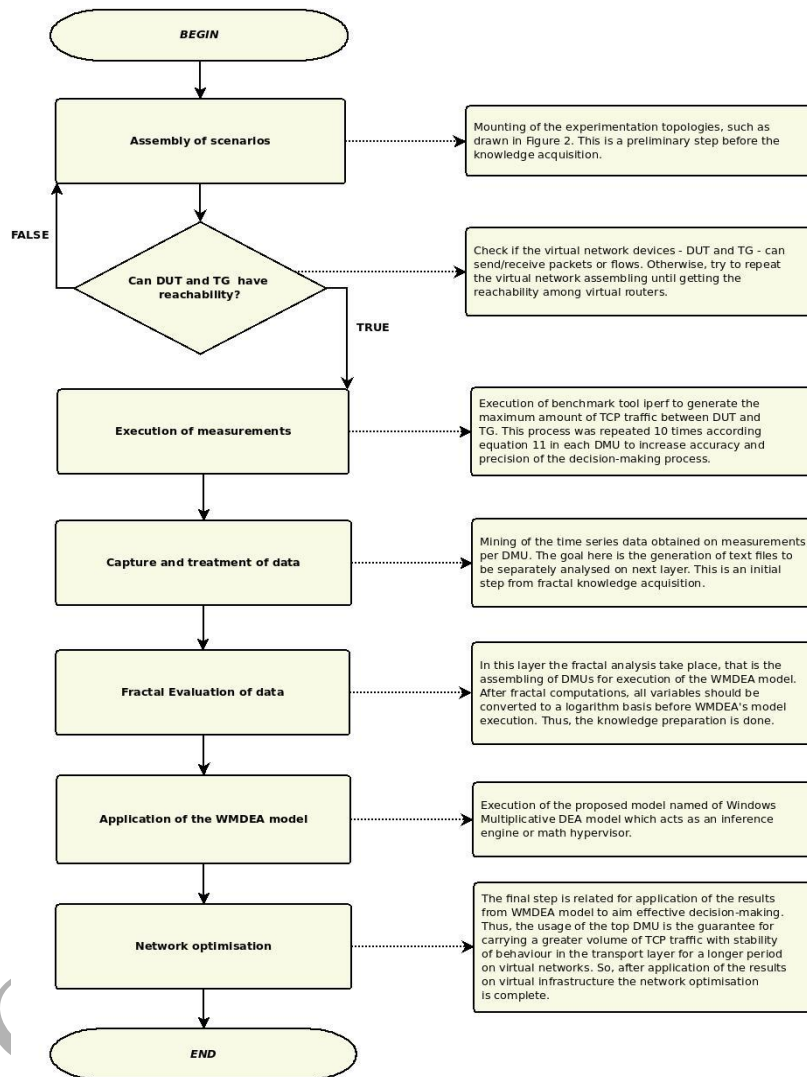 BEGIN
Assembly of scenarios
Mounting of the experimentation topologies, such as
drawn in Figure 2. This is a preliminary step before the
knowledge acquisition.
FALSE
Can DUT and TG have
reachability?
Check if the virtual network devices - DUT and TG - can
send/receive packets or flows. Otherwise, try to repeat
the virtual network assembling until getting the
reachability among virtual routers.
TRUE
Execution of measurements
Execution of benchmark tool iperf to generate the
maximum amount of TCP traffic between DUT and
TG. This process was repeated 10 times according
equation 11 in each DMU to increase accuracy and
precision of the decision-making process.
Capture and treatment of data
Mining of the time series data obtained on measurements
per DMU. The goal here is the generation of text files to
be separately analysed on next layer. This is an initial
step from fractal knowledge acquisition.
Fractal Evaluation of data
In this layer the fractal analysis take place, that is the
assembling of DMUs for execution of the WMDEA model.
After fractal computations, all variables should be
converted to a logarithm basis before WMDEA's model
execution. Thus, the knowledge preparation is done.
Application of the WMDEA model
Execution of the proposed model named of Windows
Multiplicative DEA model which acts as an inference
engine or math hypervisor.
Network optimisation
The final step is related for application of the results
from WMDEA model to aim effective decision-making.
Thus, the usage of the top DMU is the guarantee for
carrying a greater volume of TCP traffic with stability
of behaviour in the transport layer for a longer period
on virtual networks. So, after application of the results
on virtual infrastructure the network optimisation
is complete.
END